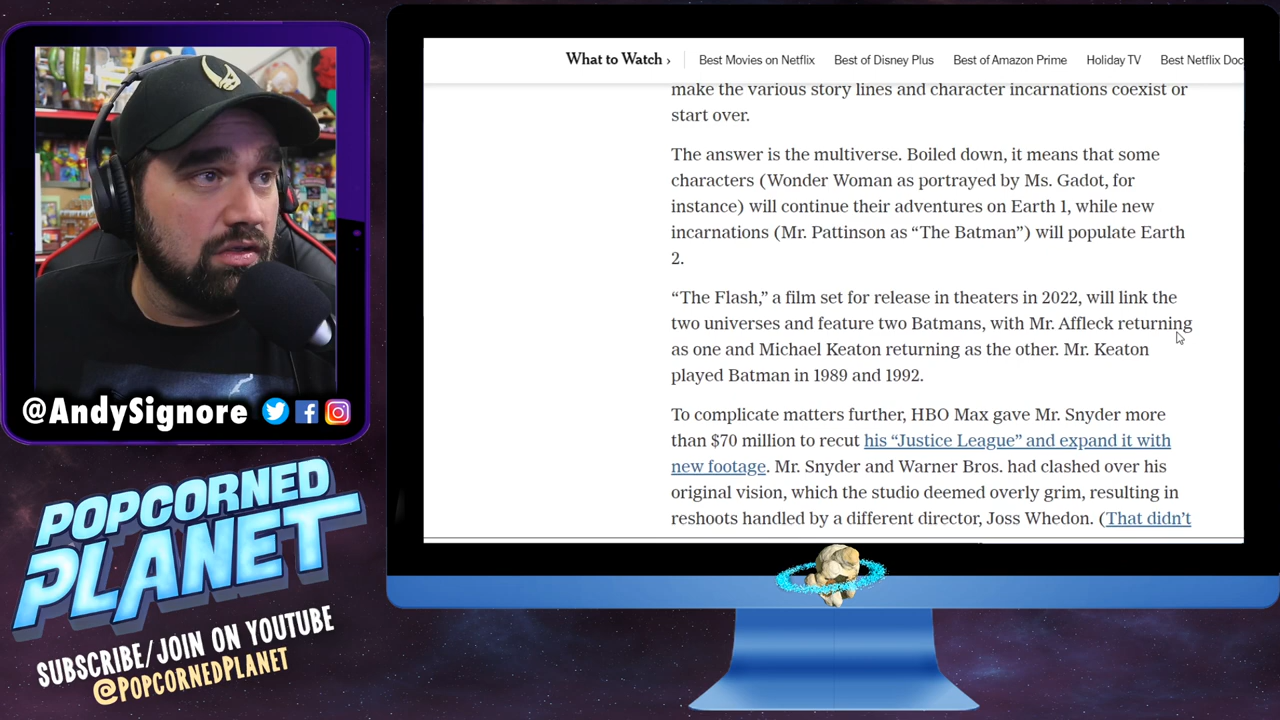 What to Watch ›
Best Movies on Netflix
Best of Disney Plus
Best of Amazon Prime
Holiday TV
Best Netflix Doc
make the various story lines and character incarnations coexist or
start over.
The answer is the multiverse. Boiled down, it means that some
characters (Wonder Woman as portrayed by Ms. Gadot, for
instance) will continue their adventures on Earth 1, while new
incarnations (Mr. Pattinson as “The Batman”) will populate Earth
2.
“The Flash,” a film set for release in theaters in 2022, will link the
two universes and feature two Batmans, with Mr. Affleck returning
as one and Michael Keaton returning as the other. Mr. Keaton
played Batman in 1989 and 1992.
To complicate matters further, HBO Max gave Mr. Snyder more
than $70 million to recut his “Justice League” and expand it with
new footage. Mr. Snyder and Warner Bros. had clashed over his
original vision, which the studio deemed overly grim, resulting in
reshoots handled by a different director, Joss Whedon. (That didn’t
@AndySignore
POPCORNED
PLANET
SUBSCRIBE/JOIN ON YOUTUBE
@POPCORNEDPLANET